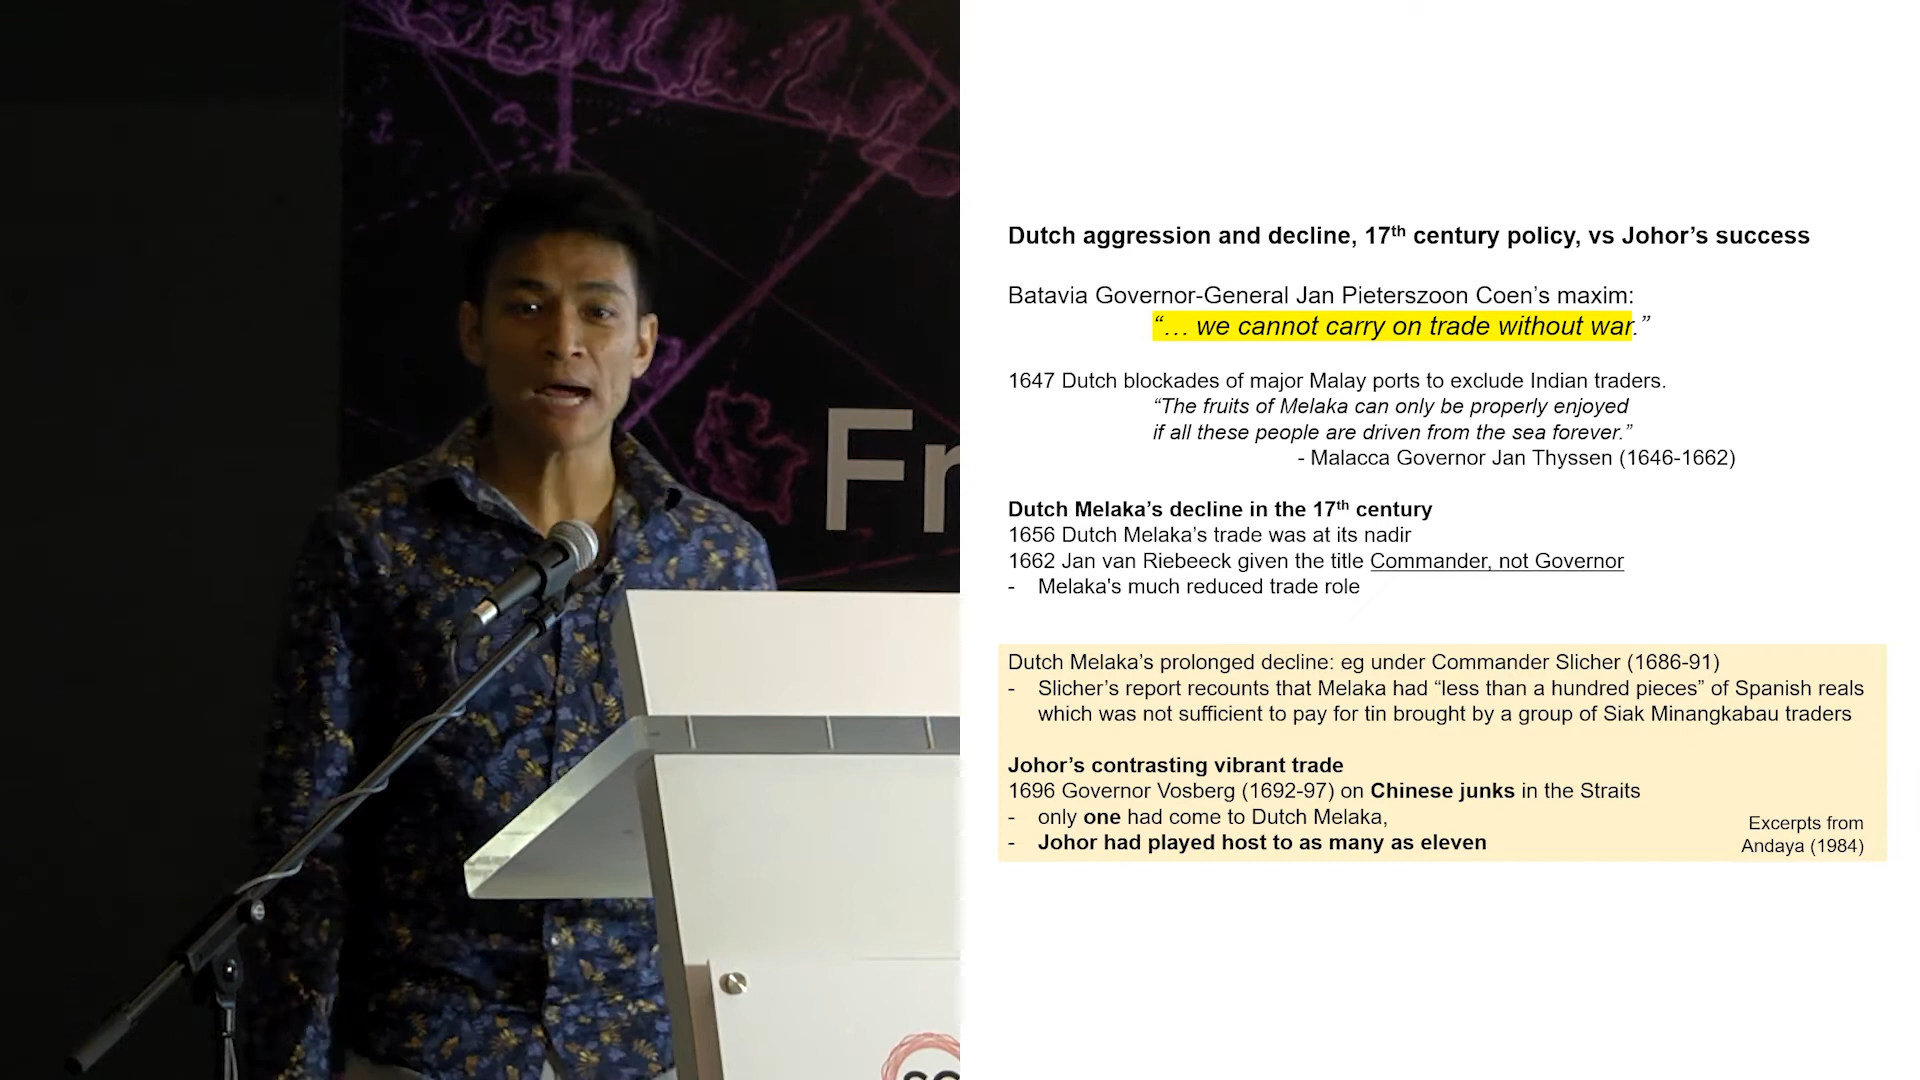 Fr
Dutch aggression and decline, 17th century policy, vs Johor’s success
Batavia Governor-General Jan Pieterszoon Coen’s maxim:
“… we cannot carry on trade without war.”
1647 Dutch blockades of major Malay ports to exclude Indian traders.
“The fruits of Melaka can only be properly enjoyed
if all these people are driven from the sea forever.”
- Malacca Governor Jan Thyssen (1646-1662)
Dutch Melaka’s decline in the 17th century
1656 Dutch Melaka’s trade was at its nadir
1662 Jan van Riebeeck given the title Commander, not Governor
- Melaka's much reduced trade role
Dutch Melaka’s prolonged decline: eg under Commander Slicher (1686-91)
- Slicher’s report recounts that Melaka had “less than a hundred pieces” of Spanish reals
which was not sufficient to pay for tin brought by a group of Siak Minangkabau traders
Johor’s contrasting vibrant trade
1696 Governor Vosberg (1692-97) on Chinese junks in the Straits
- only one had come to Dutch Melaka,
- Johor had played host to as many as eleven
Excerpts from
Andaya (1984)